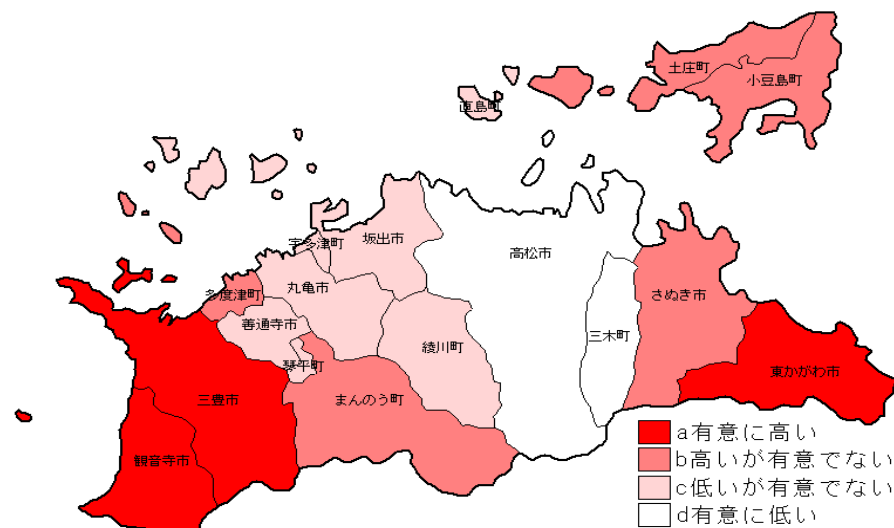 土庄町
小豆島町
直島町
宇多津町
坂出市
高松市
多度津町
丸亀市
さぬき市
善通寺市
三木町
綾川町
琴平町
東かがわ市
三豊市
まんのう町
観音寺市
a有意に高い
b高いが有意でない
c低いが有意でない
d有意に低い